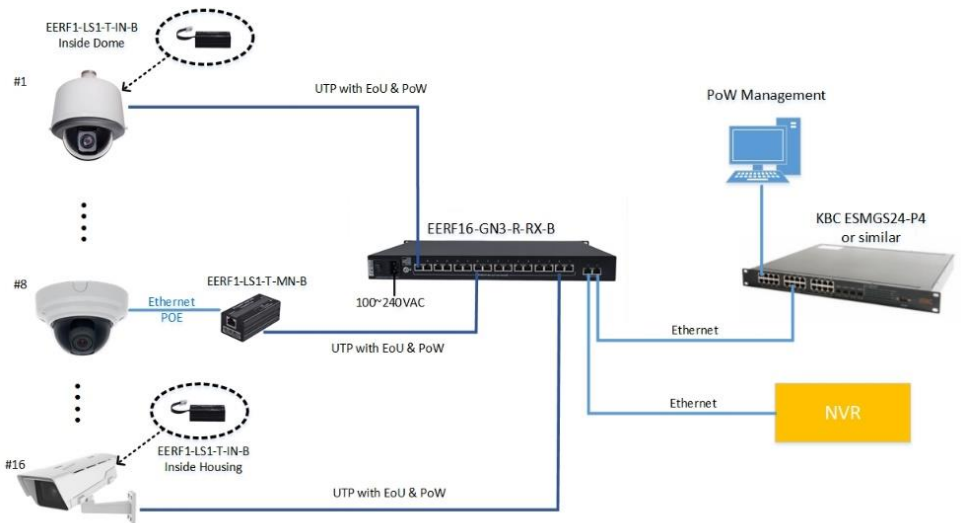 EERF1-LS1-T-IN-B
Inside Dome
#1
UTP with EoU & PoW
PoW Management
KBC ESMGS24-P4
or similar
EERF16-GN3-R-RX-B
#8
EERF1-LS1-T-MN-B
Ethernet
POE
100~240VAC
UTP with EoU & PoW
Ethernet
Ethernet
NVR
EERF1-LS1-T-IN-B
Inside Housing
#16
UTP with EoU & PoW